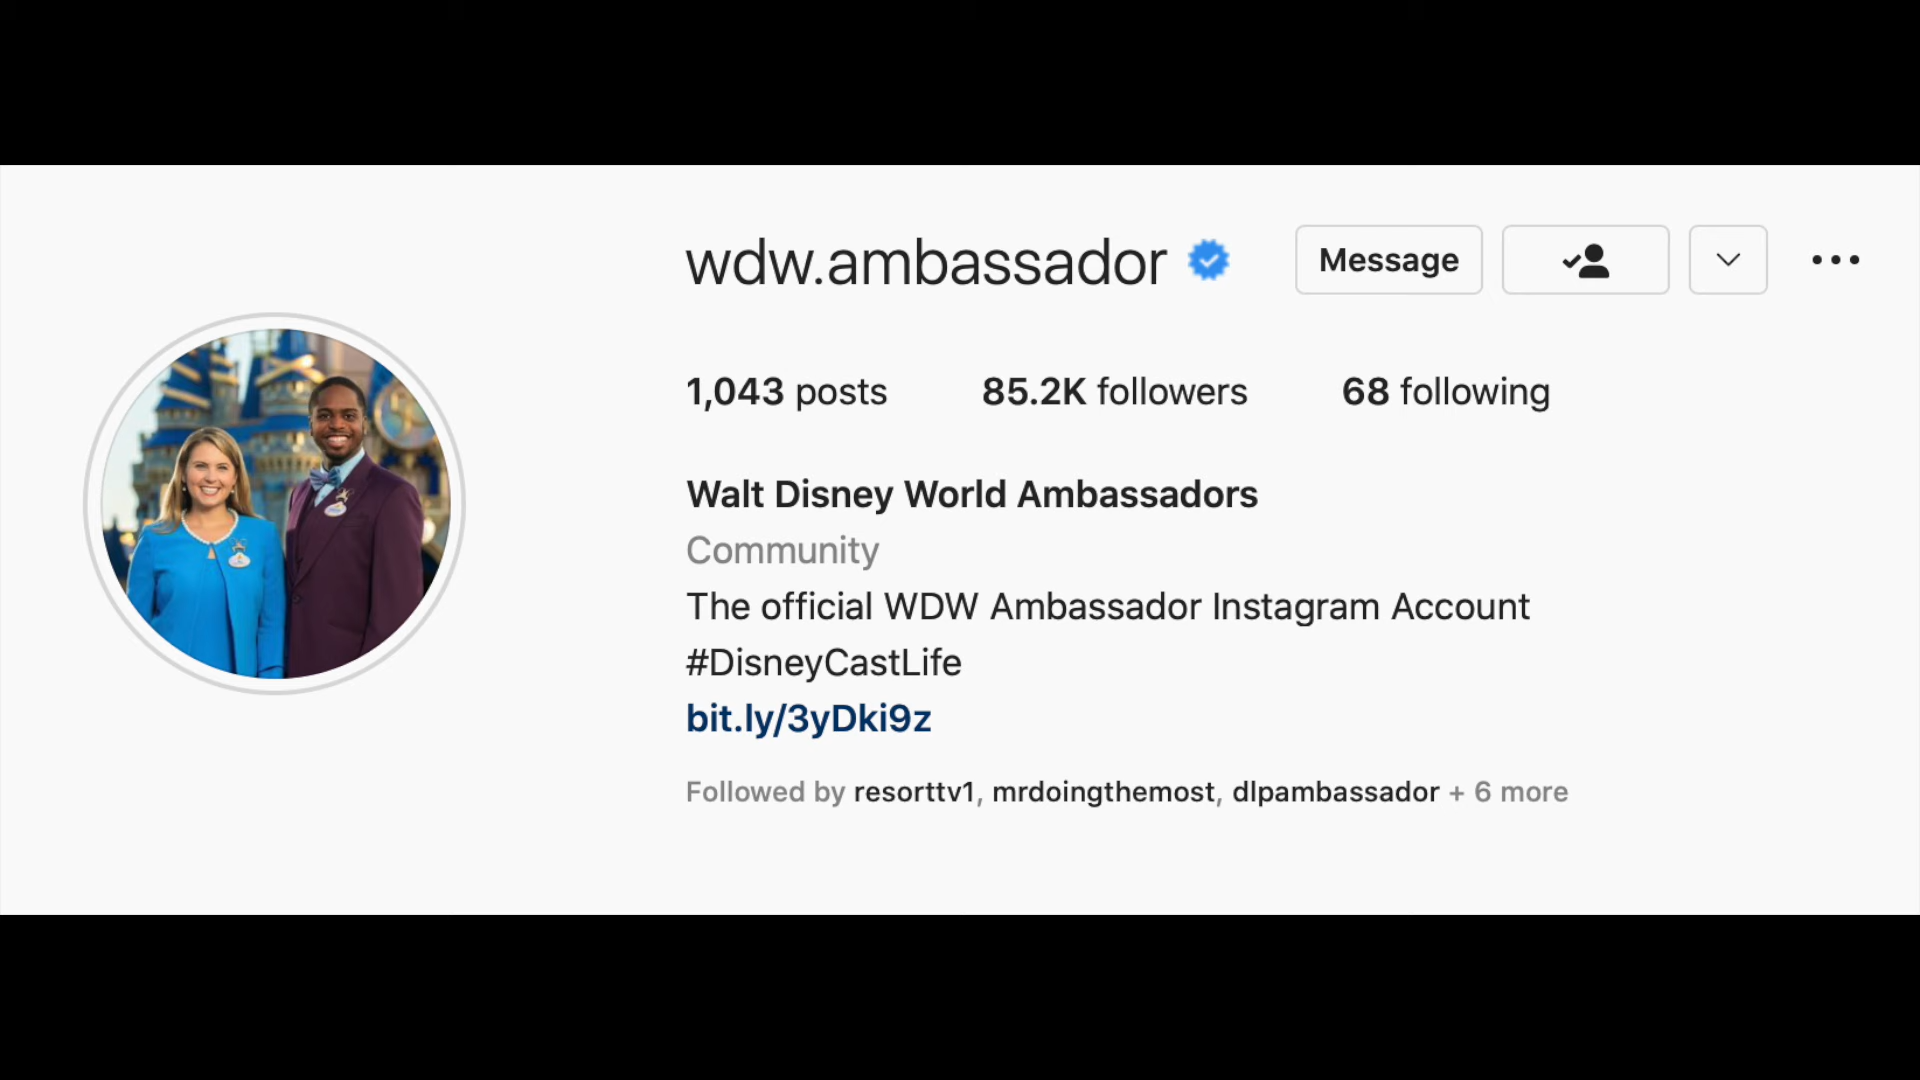 wdw.ambassador
Message
1,043 posts 85.2K followers 68 following
Walt Disney World Ambassadors
Community
The official WDW Ambassador Instagram Account
#DisneyCastLife
bit.ly/3yDki9z
Followed by resorttv1, mrdoingthemost, dlpambassador + 6 more